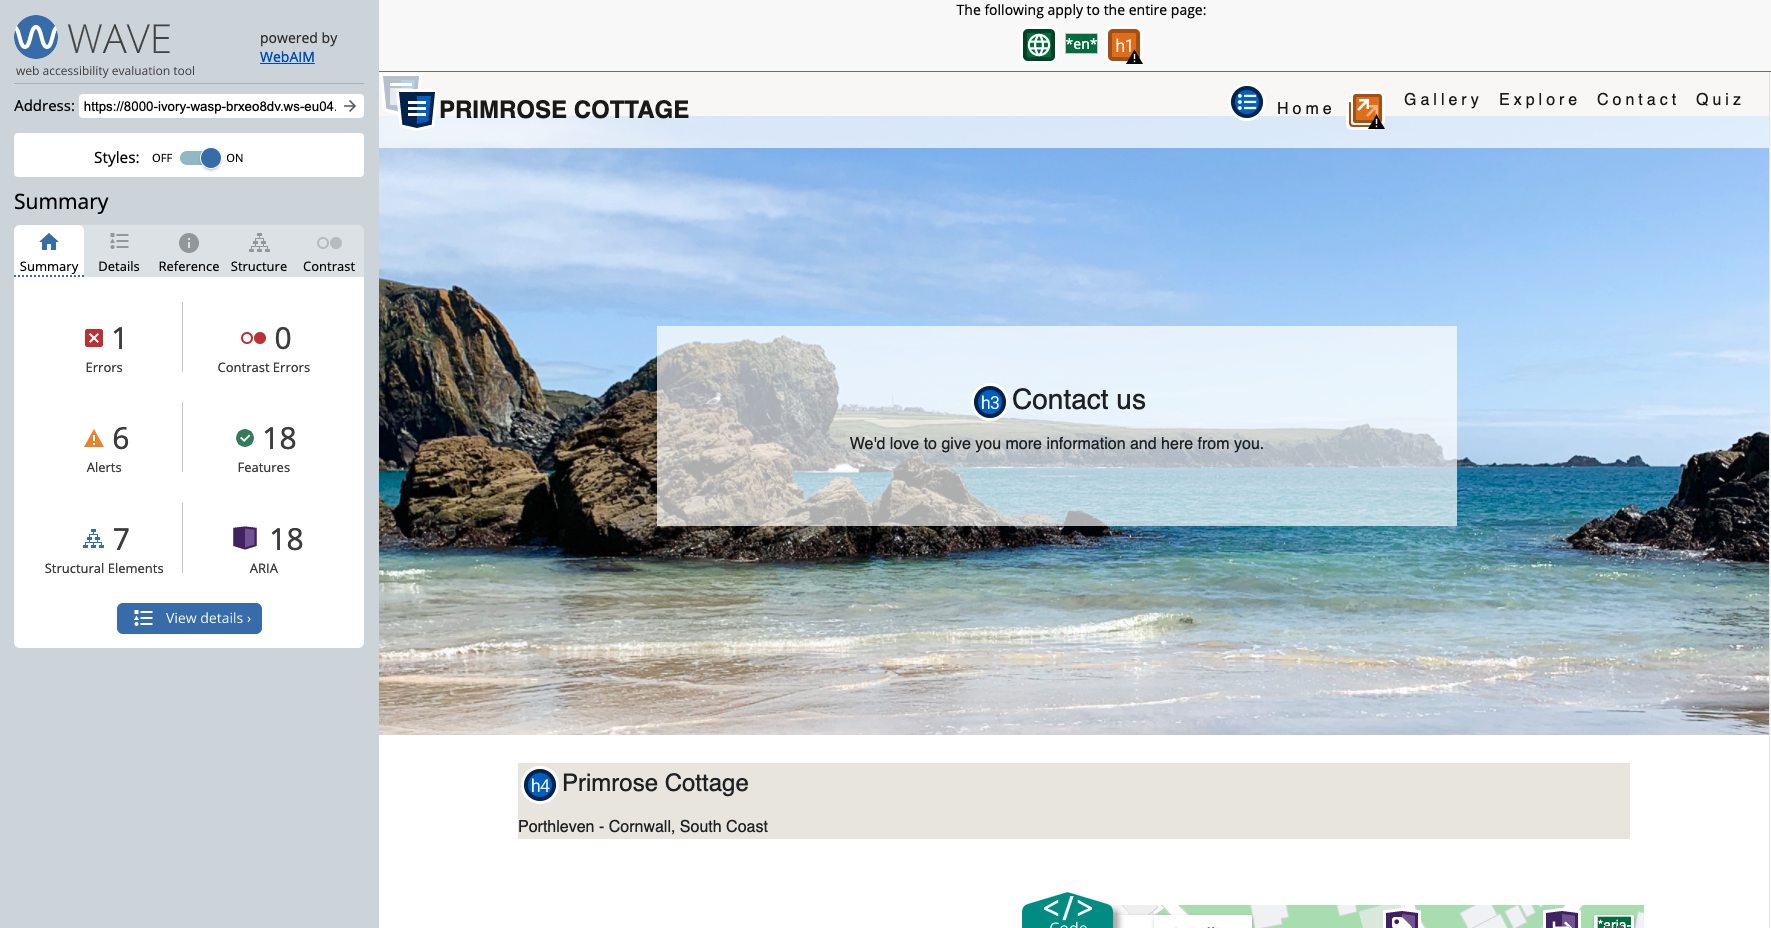 WAVE
powered by
WebAIM
web accessibility evaluation tool
Address: https://8000-ivory-wasp-brxeo8dv.ws-eu04.
Styles: OFF ON
Summary
Summary Details Reference Structure Contrast
1
Errors
0
Contrast Errors
6
Alerts
18
Features
7
Structural Elements
18
ARIA
View details ›
The following apply to the entire page:
*en* h1
PRIMROSE COTTAGE
Home Gallery Explore Contact Quiz
h3 Contact us
We'd love to give you more information and here from you.
h4 Primrose Cottage
Porthleven - Cornwall, South Coast
</>
Code
*aria-